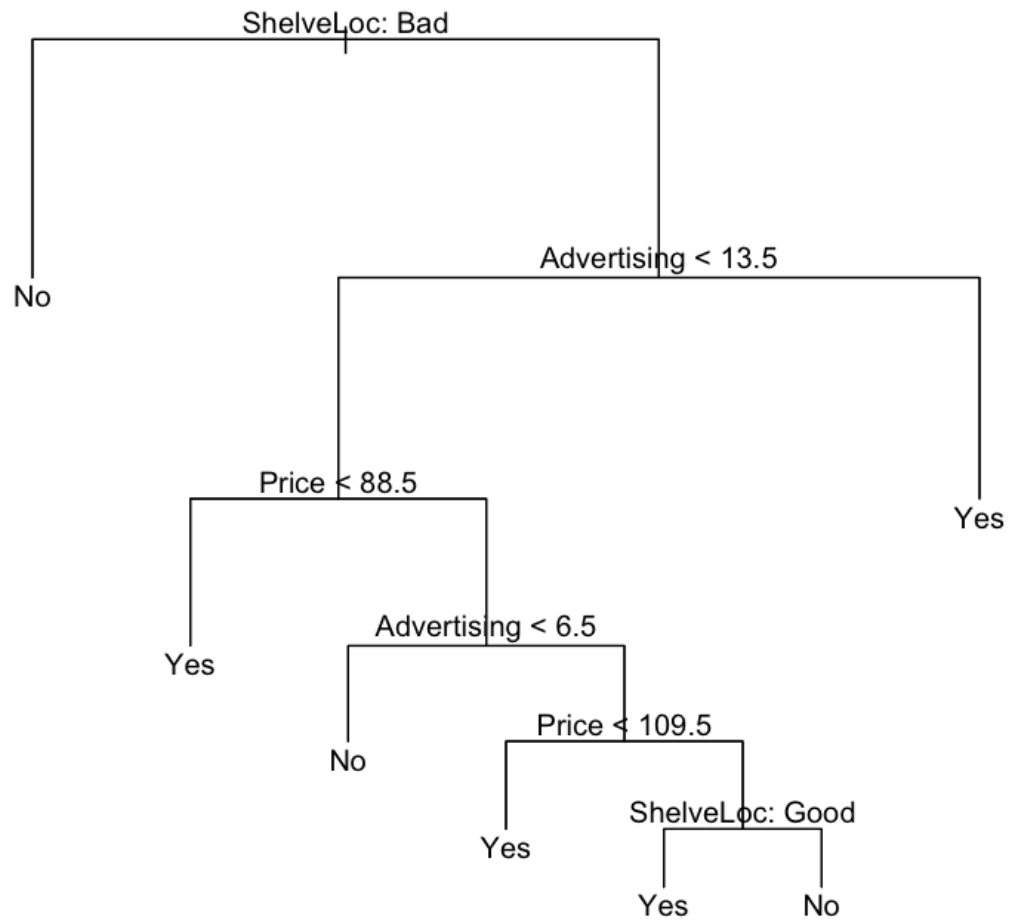 ShelveLoc: Bad
Advertising < 13.5
No
Price < 88.5
Yes
Advertising < 6.5
Yes
Price < 109.5
No
ShelveLoc: Good
Yes
Yes No